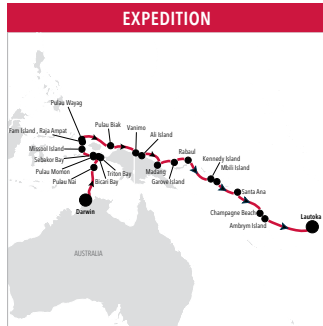 EXPEDITION
Pulau Wayag
Pulau Biak
Vanimo
Ali Island
Fam Island , Raja Ampat
Missool Island
Rabaul
Kennedy Island
Mbili Island
Sebakor Bay
Triton Bay
Pulau Momon
Madang
Pulau Nai
Bicari Bay
Garove Island
Santa Ana
Darwin
Champagne Beach
Lautoka
Ambrym Island
AUSTRALIA